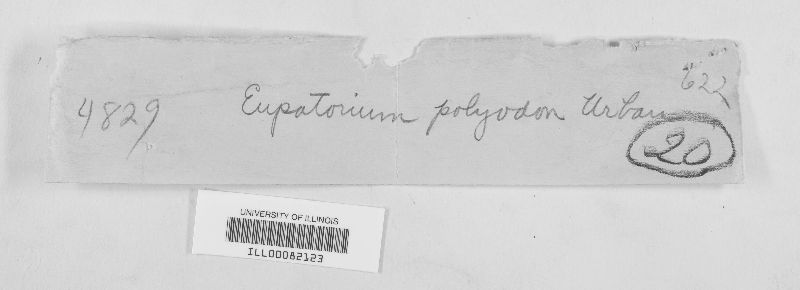 622
4829 Eupatorium polyodon Urban
20
UNIVERSITY OF ILLINOIS
ILL00082123